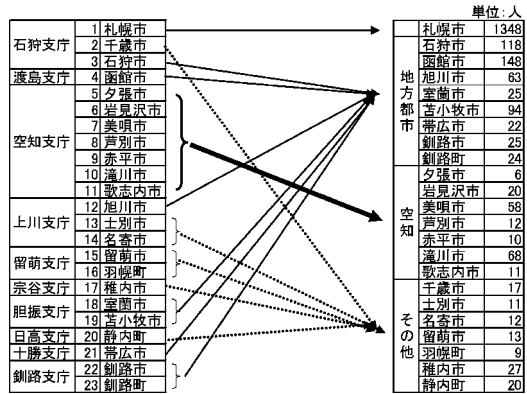 単位：人
石狩支庁 1 札幌市
2 千歳市
3 石狩市
渡島支庁 4 函館市
空知支庁 5 夕張市
6 岩見沢市
7 美唄市
8 芦別市
9 赤平市
10 滝川市
11 歌志内市
上川支庁 12 旭川市
13 士別市
14 名寄市
留萌支庁 15 留萌市
16 羽幌町
宗谷支庁 17 稚内市
胆振支庁 18 室蘭市
19 苫小牧市
日高支庁 20 静内町
十勝支庁 21 帯広市
釧路支庁 22 釧路市
23 釧路町
札幌市 1348
地方都市 石狩市 118
函館市 148
旭川市 63
室蘭市 25
苫小牧市 94
帯広市 22
釧路市 25
釧路町 24
空知 夕張市 6
岩見沢市 20
美唄市 58
芦別市 12
赤平市 10
滝川市 68
歌志内市 11
その他 千歳市 17
士別市 11
名寄市 12
留萌市 13
羽幌町 9
稚内市 27
静内町 20